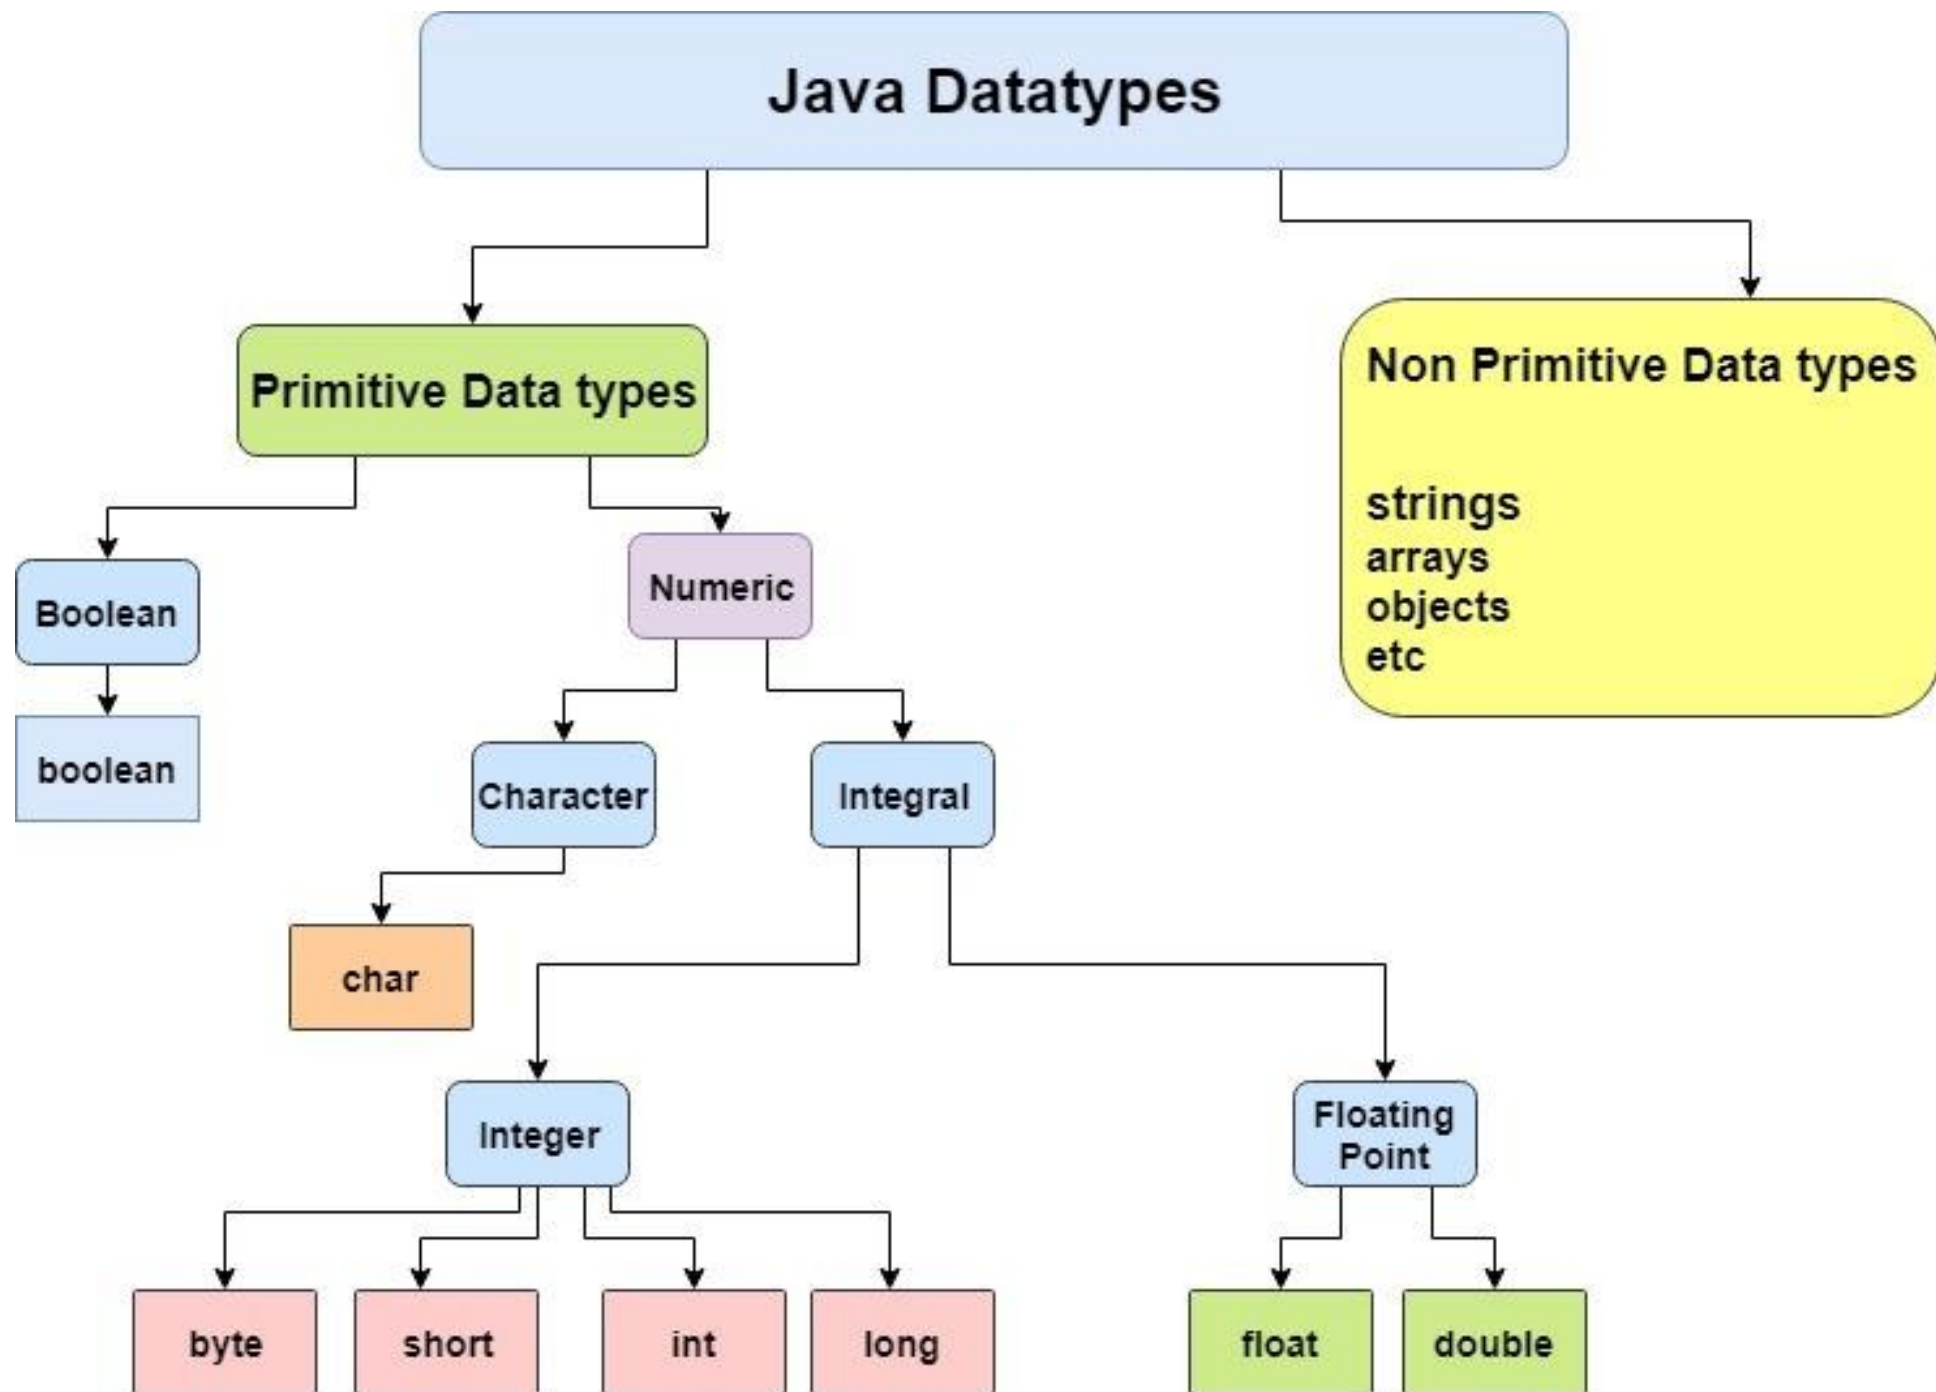 Java Datatypes
Primitive Data types
Non Primitive Data types
strings
arrays
objects
etc
Boolean
Numeric
boolean
Character
Integral
char
Integer
Floating
Point
byte
short
int
long
float
double